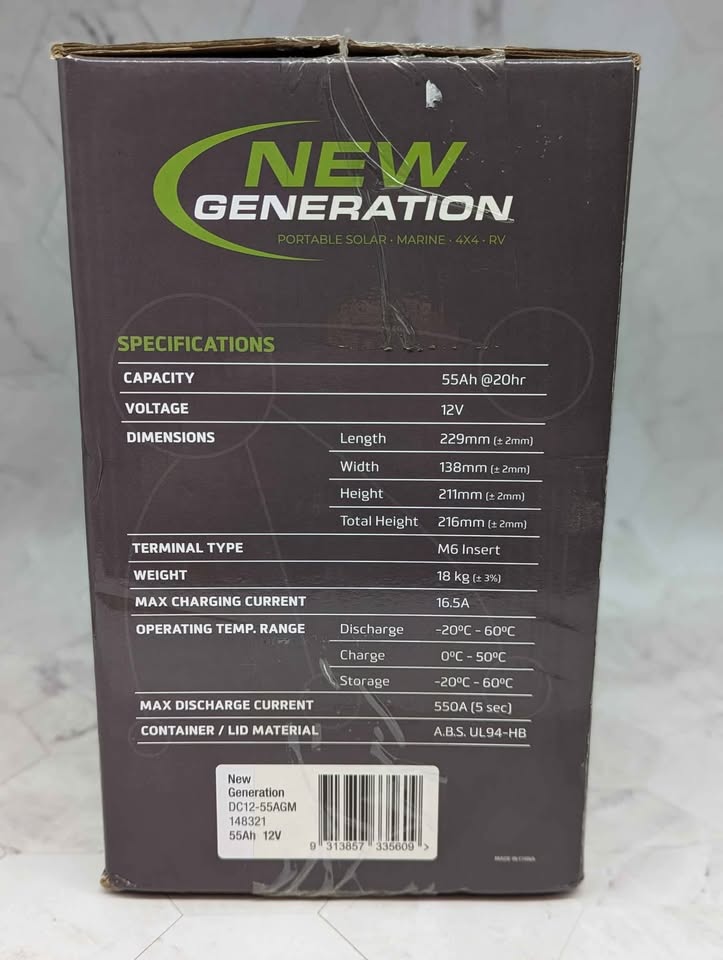 NEW
GENERATION
PORTABLE SOLAR · MARINE · 4X4 · RV
SPECIFICATIONS
CAPACITY 55Ah @20hr
VOLTAGE 12V
DIMENSIONS Length 229mm (± 2mm)
Width 138mm (± 2mm)
Height 211mm (± 2mm)
Total Height 216mm (± 2mm)
TERMINAL TYPE M6 Insert
WEIGHT 18 kg (± 3%)
MAX CHARGING CURRENT 16.5A
OPERATING TEMP. RANGE Discharge -20ºC - 60ºC
Charge 0ºC - 50ºC
Storage -20ºC - 60ºC
MAX DISCHARGE CURRENT 550A (5 sec)
CONTAINER / LID MATERIAL A.B.S. UL94-HB
New
Generation
DC12-55AGM
148321
55Ah 12V
9 313857 335609 >
MADE IN CHINA